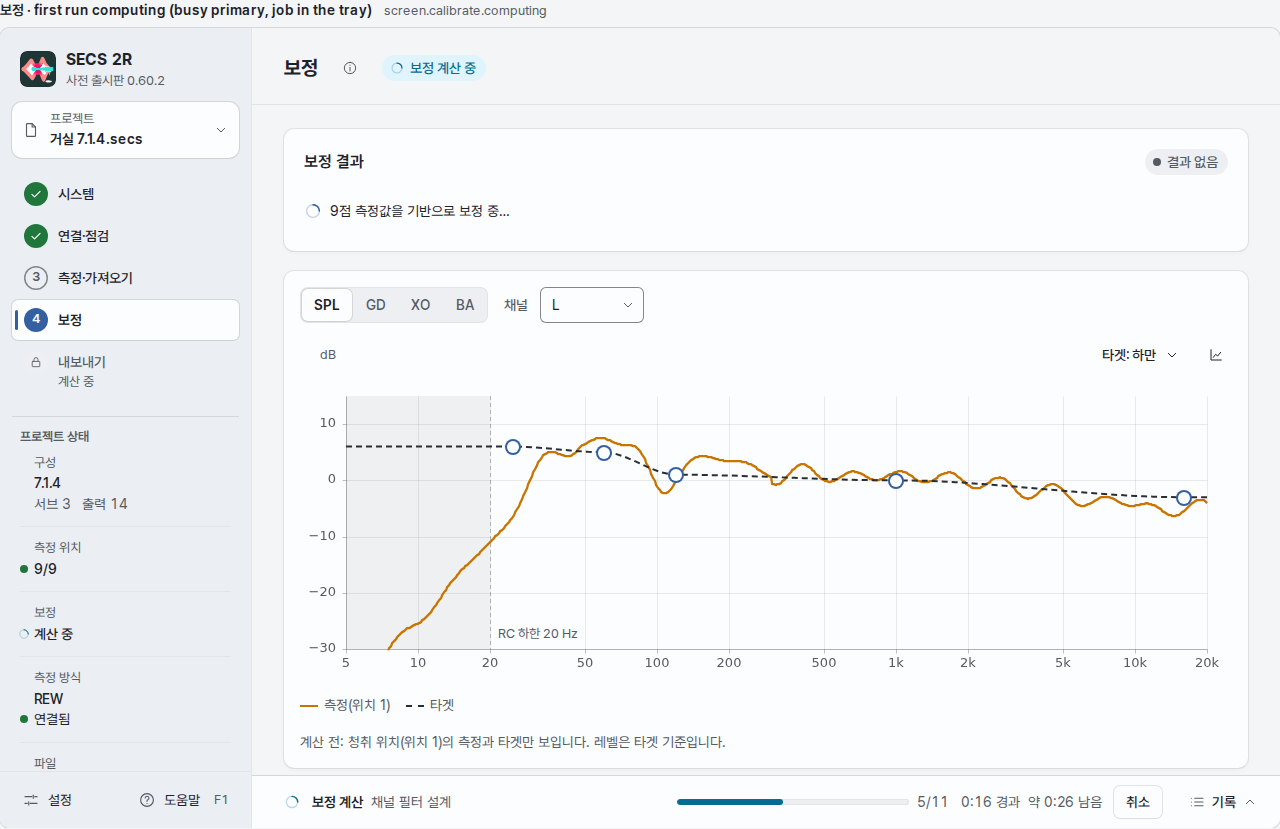 보정 · first run computing (busy primary, job in the tray) screen.calibrate.computing
SECS 2R
사전 출시판 0.60.2
프로젝트
거실 7.1.4.secs
시스템
연결·점검
3 측정·가져오기
4 보정
내보내기
계산 중
프로젝트 상태
구성
7.1.4
서브 3 출력 14
측정 위치
9/9
보정
계산 중
측정 방식
REW
연결됨
파일
설정
도움말 F1
보정
보정 계산 중
보정 결과
결과 없음
9점 측정값을 기반으로 보정 중...
SPL GD XO BA 채널 L
dB
타겟: 하만
10
0
−10
−20
−30
RC 하한 20 Hz
5 10 20 50 100 200 500 1k 2k 5k 10k 20k
측정(위치 1) 타겟
계산 전: 청취 위치(위치 1)의 측정과 타겟만 보입니다. 레벨은 타겟 기준입니다.
보정 계산 채널 필터 설계 5/11 0:16 경과 약 0:26 남음 취소 기록